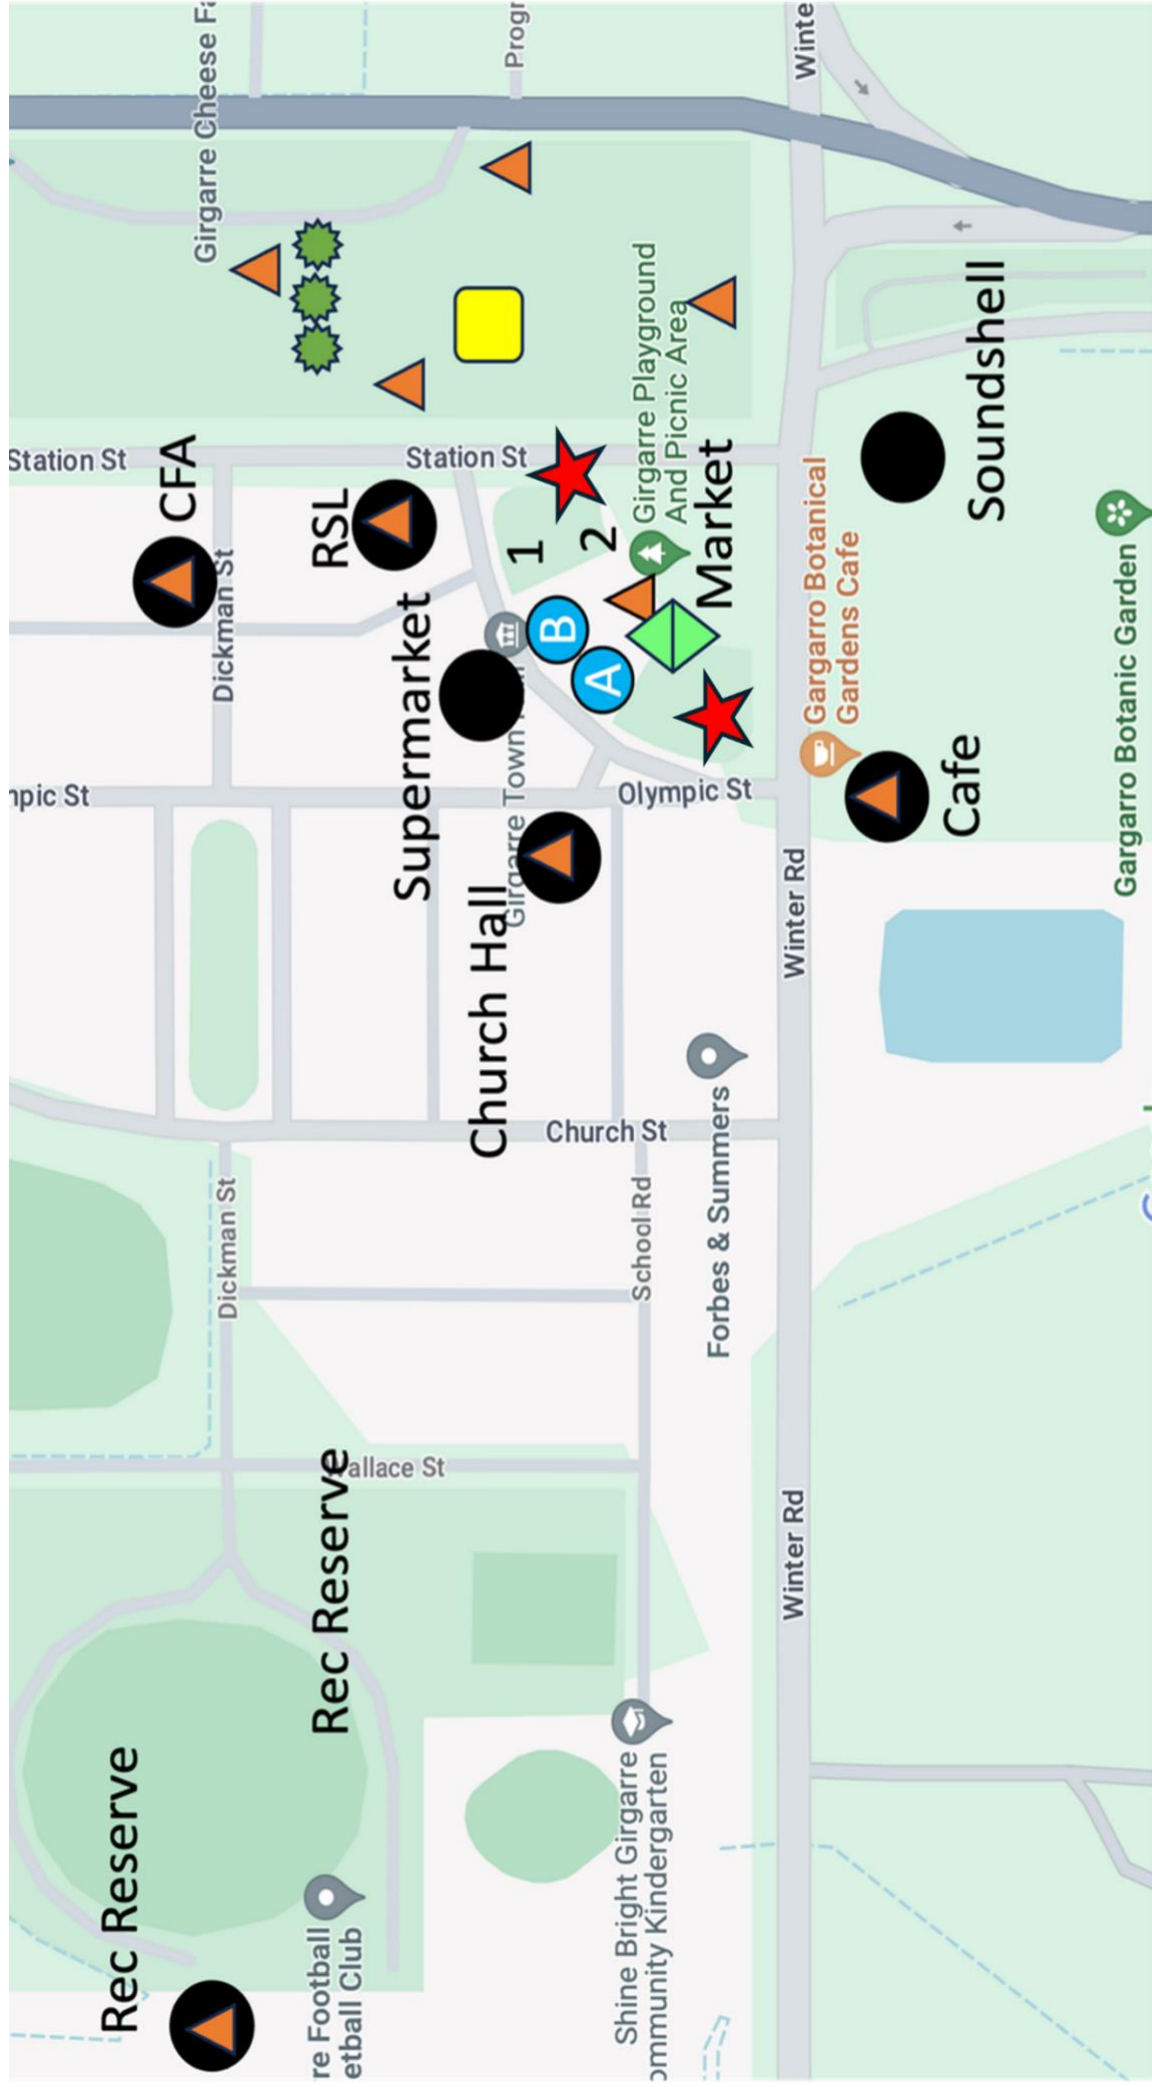 Station St
npic St
Rec Reserve
CFA
Girgarre Cheese Fa
Dickman St
Dickman St
Rec Reserve
RSL
re Football
etball Club
allace St
Supermarket
Station St
Church Hall
Girgarre Town
Progr
1
B
2
A
Church St
Shine Bright Girgarre
ommunity Kindergarten
School Rd
Olympic St
Girgarre Playground
And Picnic Area
Market
Forbes & Summers
Winter Rd
Winter Rd
Winte
Gargarro Botanical
Gardens Cafe
Cafe
Soundshell
Gargarro Botanic Garden